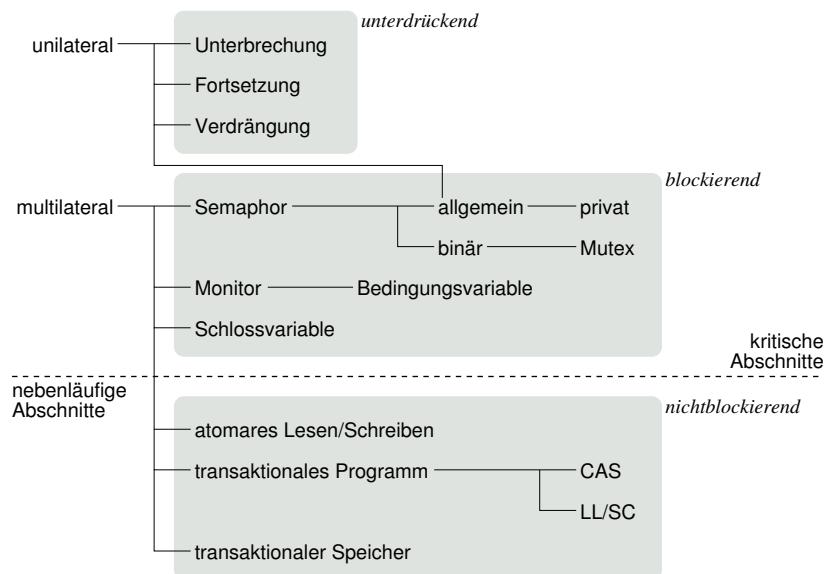 unterdrückend
unilateral Unterbrechung
Fortsetzung
Verdrängung
blockierend
multilateral Semaphor allgemein privat
binär Mutex
Monitor Bedingungsvariable
Schlossvariable
kritische
Abschnitte
nebenläufige
Abschnitte
nichtblockierend
atomares Lesen/Schreiben
transaktionales Programm CAS
LL/SC
transaktionaler Speicher